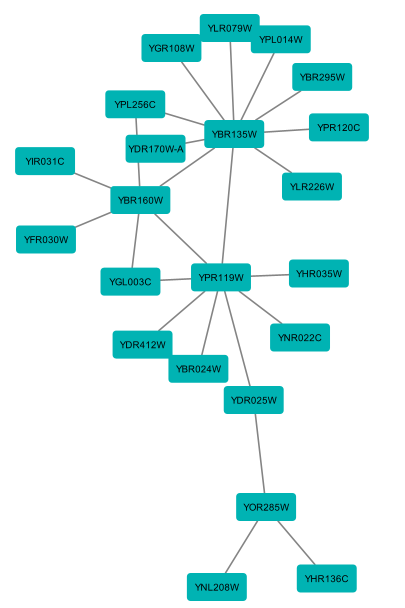 YLR079W
YPL014W
YGR108W
YBR295W
YPL256C
YPR120C
YBR135W
YDR170W-A
YIR031C
YLR226W
YBR160W
YFR030W
YHR035W
YPR119W
YGL003C
YNR022C
YDR412W
YBR024W
YDR025W
YOR285W
YHR136C
YNL208W